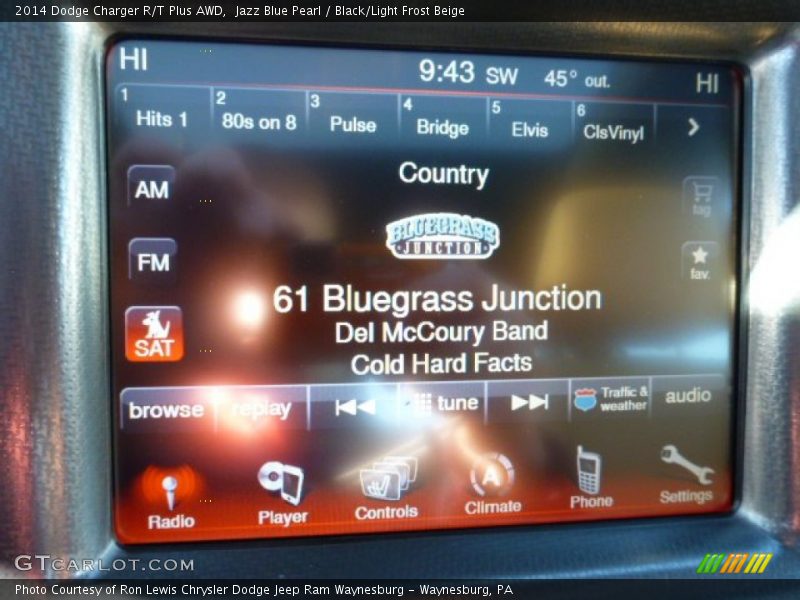 2014 Dodge Charger R/T Plus AWD,  Jazz Blue Pearl / Black/Light Frost Beige
HI 9:43 SW 45° out. HI
1 Hits 1 2 80s on 8 3 Pulse 4 Bridge 5 Elvis 6 ClsVinyl
Country
AM
tag
BLUEGRASS
JUNCTION
FM
fav.
61 Bluegrass Junction
Del McCoury Band
SAT
Cold Hard Facts
browse replay tune Traffic & weather audio
Radio Player Controls Climate Phone Settings
A
GTCARLOT.COM
Photo Courtesy of Ron Lewis Chrysler Dodge Jeep Ram Waynesburg – Waynesburg, PA